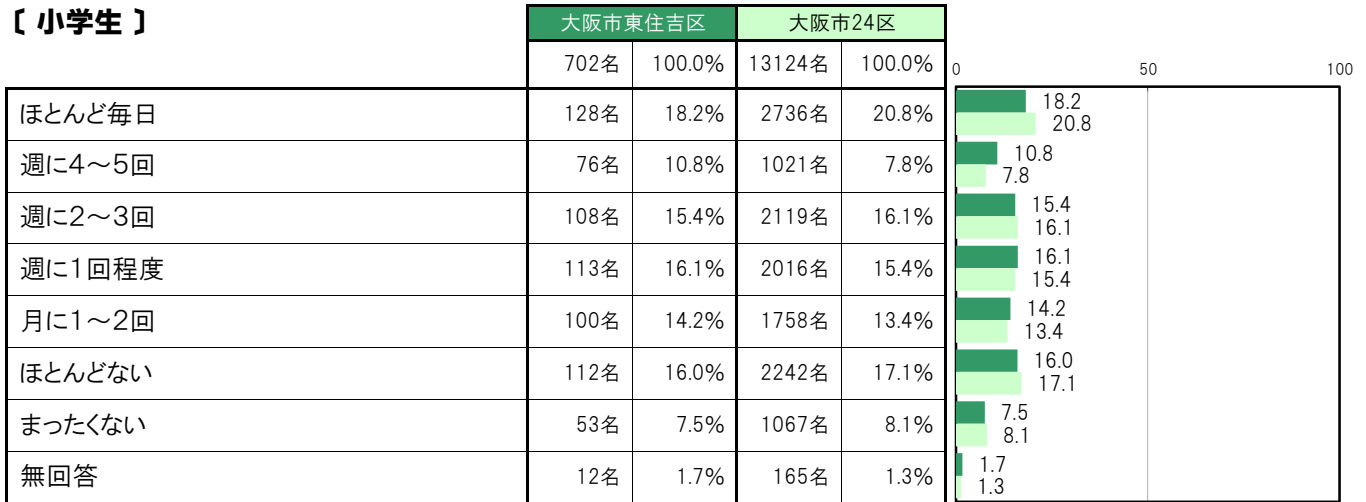 〔 小学生 〕
大阪市東住吉区 大阪市24区
702名 100.0% 13124名 100.0%
0 50 100
ほとんど毎日 128名 18.2% 2736名 20.8% 18.2
20.8
週に4～5回 76名 10.8% 1021名 7.8% 10.8
7.8
週に2～3回 108名 15.4% 2119名 16.1% 15.4
16.1
週に1回程度 113名 16.1% 2016名 15.4% 16.1
15.4
月に1～2回 100名 14.2% 1758名 13.4% 14.2
13.4
ほとんどない 112名 16.0% 2242名 17.1% 16.0
17.1
まったくない 53名 7.5% 1067名 8.1% 7.5
8.1
無回答 12名 1.7% 165名 1.3% 1.7
1.3